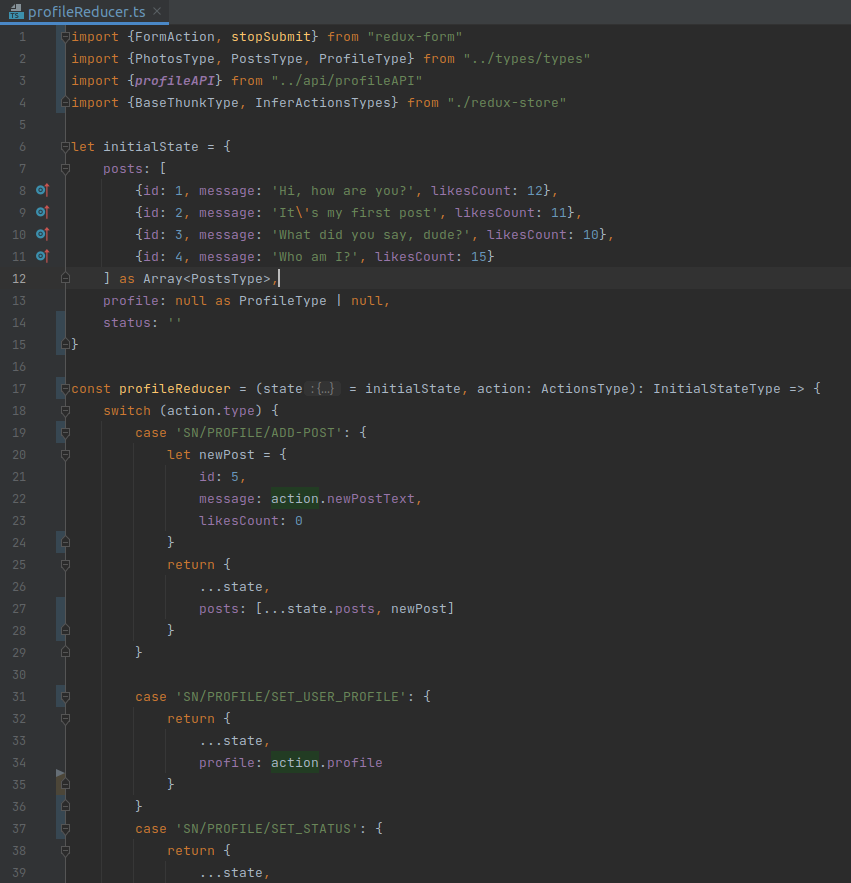 profileReducer.ts
1 import {FormAction, stopSubmit} from "redux-form"
2 import {PhotosType, PostsType, ProfileType} from "../types/types"
3 import {profileAPI} from "../api/profileAPI"
4 import {BaseThunkType, InferActionsTypes} from "./redux-store"
5
6 let initialState = {
7     posts: [
8         {id: 1, message: 'Hi, how are you?', likesCount: 12},
9         {id: 2, message: 'It\'s my first post', likesCount: 11},
10         {id: 3, message: 'What did you say, dude?', likesCount: 10},
11         {id: 4, message: 'Who am I?', likesCount: 15}
12     ] as Array<PostsType>,
13     profile: null as ProfileType | null,
14     status: ''
15 }
16
17 const profileReducer = (state :{...} = initialState, action: ActionsType): InitialStateType => {
18     switch (action.type) {
19         case 'SN/PROFILE/ADD-POST': {
20             let newPost = {
21                 id: 5,
22                 message: action.newPostText,
23                 likesCount: 0
24             }
25             return {
26                 ...state,
27                 posts: [...state.posts, newPost]
28             }
29         }
30
31         case 'SN/PROFILE/SET_USER_PROFILE': {
32             return {
33                 ...state,
34                 profile: action.profile
35             }
36         }
37         case 'SN/PROFILE/SET_STATUS': {
38             return {
39                 ...state,